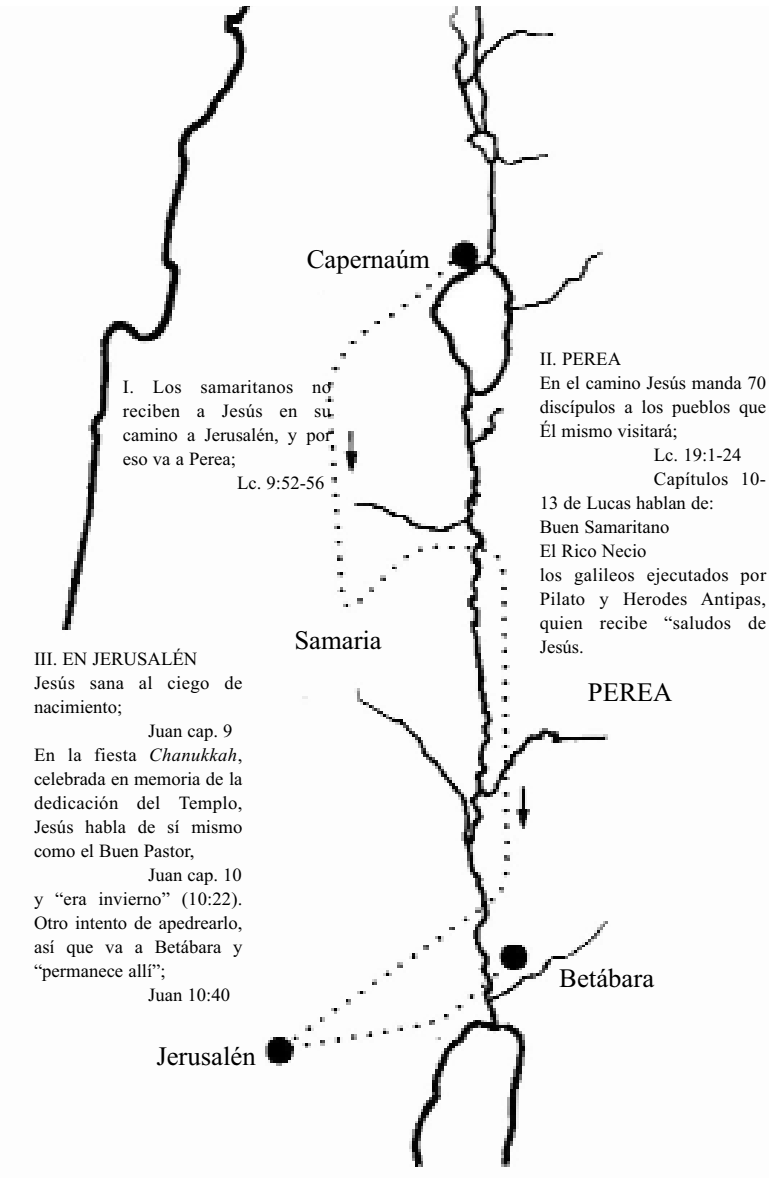 Capernaúm
I. Los samaritanos no
reciben a Jesús en su
camino a Jerusalén, y por
eso va a Perea;
Lc. 9:52-56
II. PEREA
En el camino Jesús manda 70
discípulos a los pueblos que
Él mismo visitará;
Lc. 19:1-24
Capítulos 10-
13 de Lucas hablan de:
Buen Samaritano
El Rico Necio
los galileos ejecutados por
Pilato y Herodes Antipas,
quien recibe “saludos de
Jesús.
Samaria
PEREA
III. EN JERUSALÉN
Jesús sana al ciego de
nacimiento;
Juan cap. 9
En la fiesta Chanukkah,
celebrada en memoria de la
dedicación del Templo,
Jesús habla de sí mismo
como el Buen Pastor,
Juan cap. 10
y “era invierno” (10:22).
Otro intento de apedrearlo,
así que va a Betábara y
“permanece allí”;
Juan 10:40
Betábara
Jerusalén